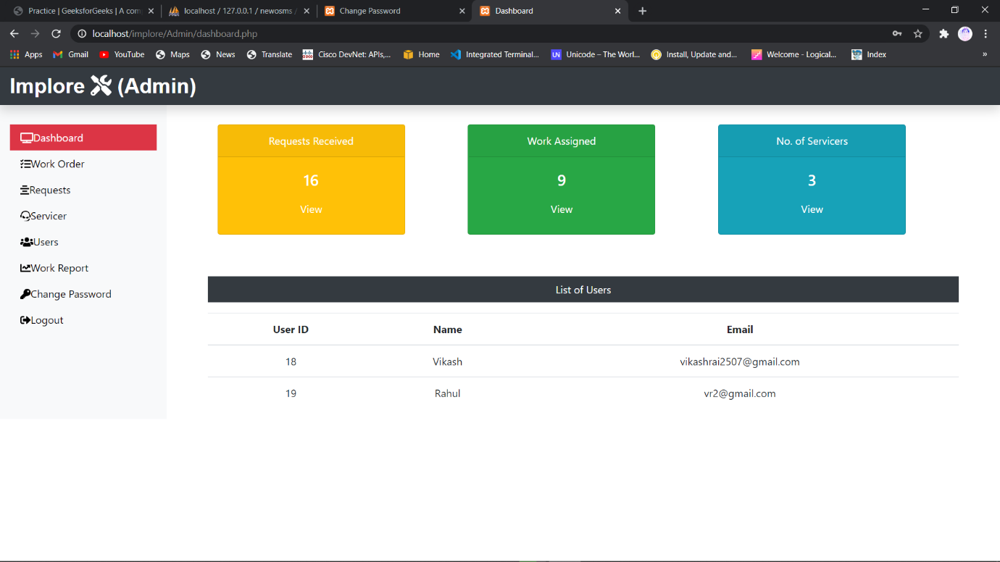 Practice | GeeksforGeeks | A com
localhost / 127.0.0.1 / newosms /
Change Password
Dashboard
localhost/implore/Admin/dashboard.php
Apps Gmail YouTube Maps News Translate Cisco DevNet: APIs,... Home Integrated Terminal... Unicode – The Worl... Install, Update and... Welcome - Logical... Index »
Implore (Admin)
Dashboard
Work Order
Requests
Servicer
Users
Work Report
Change Password
Logout
Requests Received
16
View
Work Assigned
9
View
No. of Servicers
3
View
List of Users
User ID Name Email
18 Vikash vikashrai2507@gmail.com
19 Rahul vr2@gmail.com